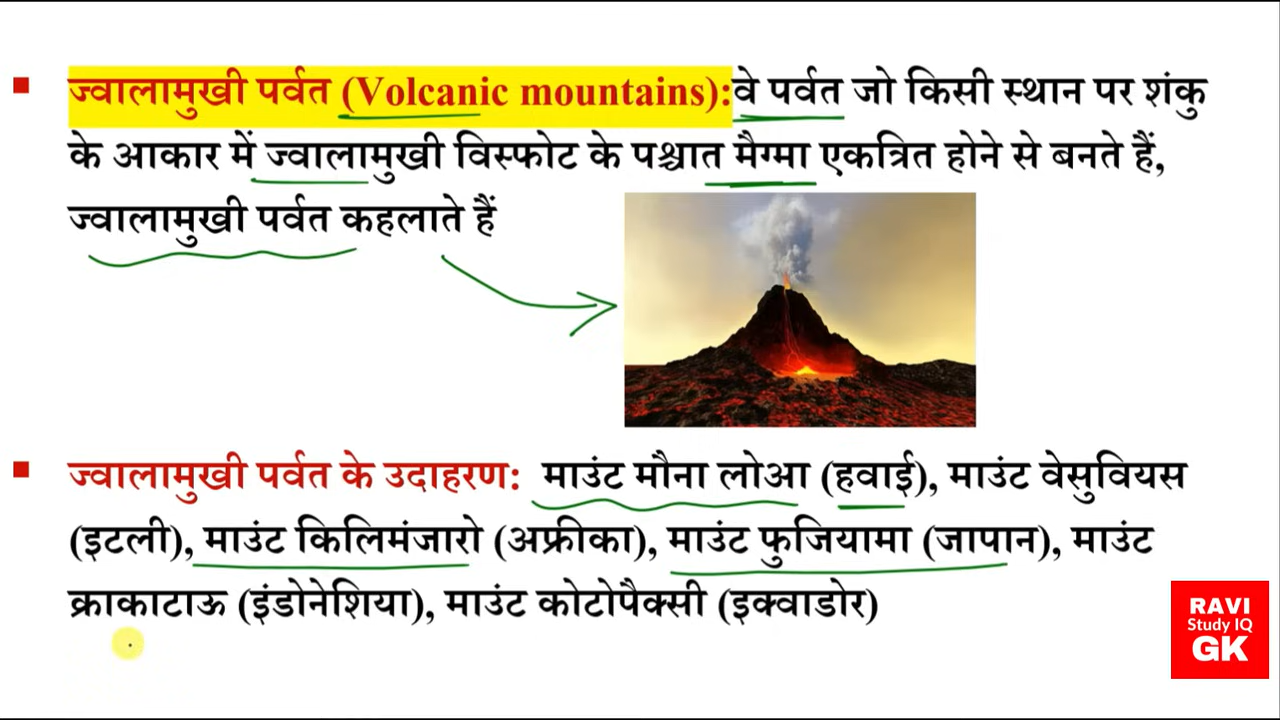 ▪ ज्वालामुखी पर्वत (Volcanic mountains):वे पर्वत जो किसी स्थान पर शंकु
के आकार में ज्वालामुखी विस्फोट के पश्चात मैग्मा एकत्रित होने से बनते हैं,
ज्वालामुखी पर्वत कहलाते हैं
▪ ज्वालामुखी पर्वत के उदाहरण: माउंट मौना लोआ (हवाई), माउंट वेसुवियस
(इटली), माउंट किलिमंजारो (अफ्रीका), माउंट फुजियामा (जापान), माउंट
क्राकाटाऊ (इंडोनेशिया), माउंट कोटोपैक्सी (इक्वाडोर)
RAVI
Study IQ
GK